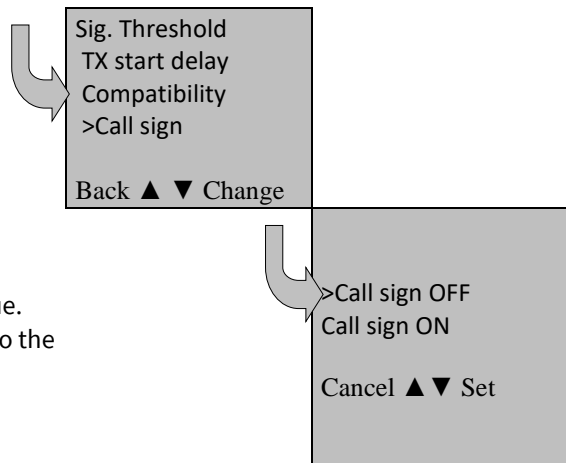 Sig. Threshold
TX start delay
Compatibility
>Call sign
Back ▲ ▼ Change
o the
>Call sign OFF
Call sign ON
Cancel ▲ ▼ Set